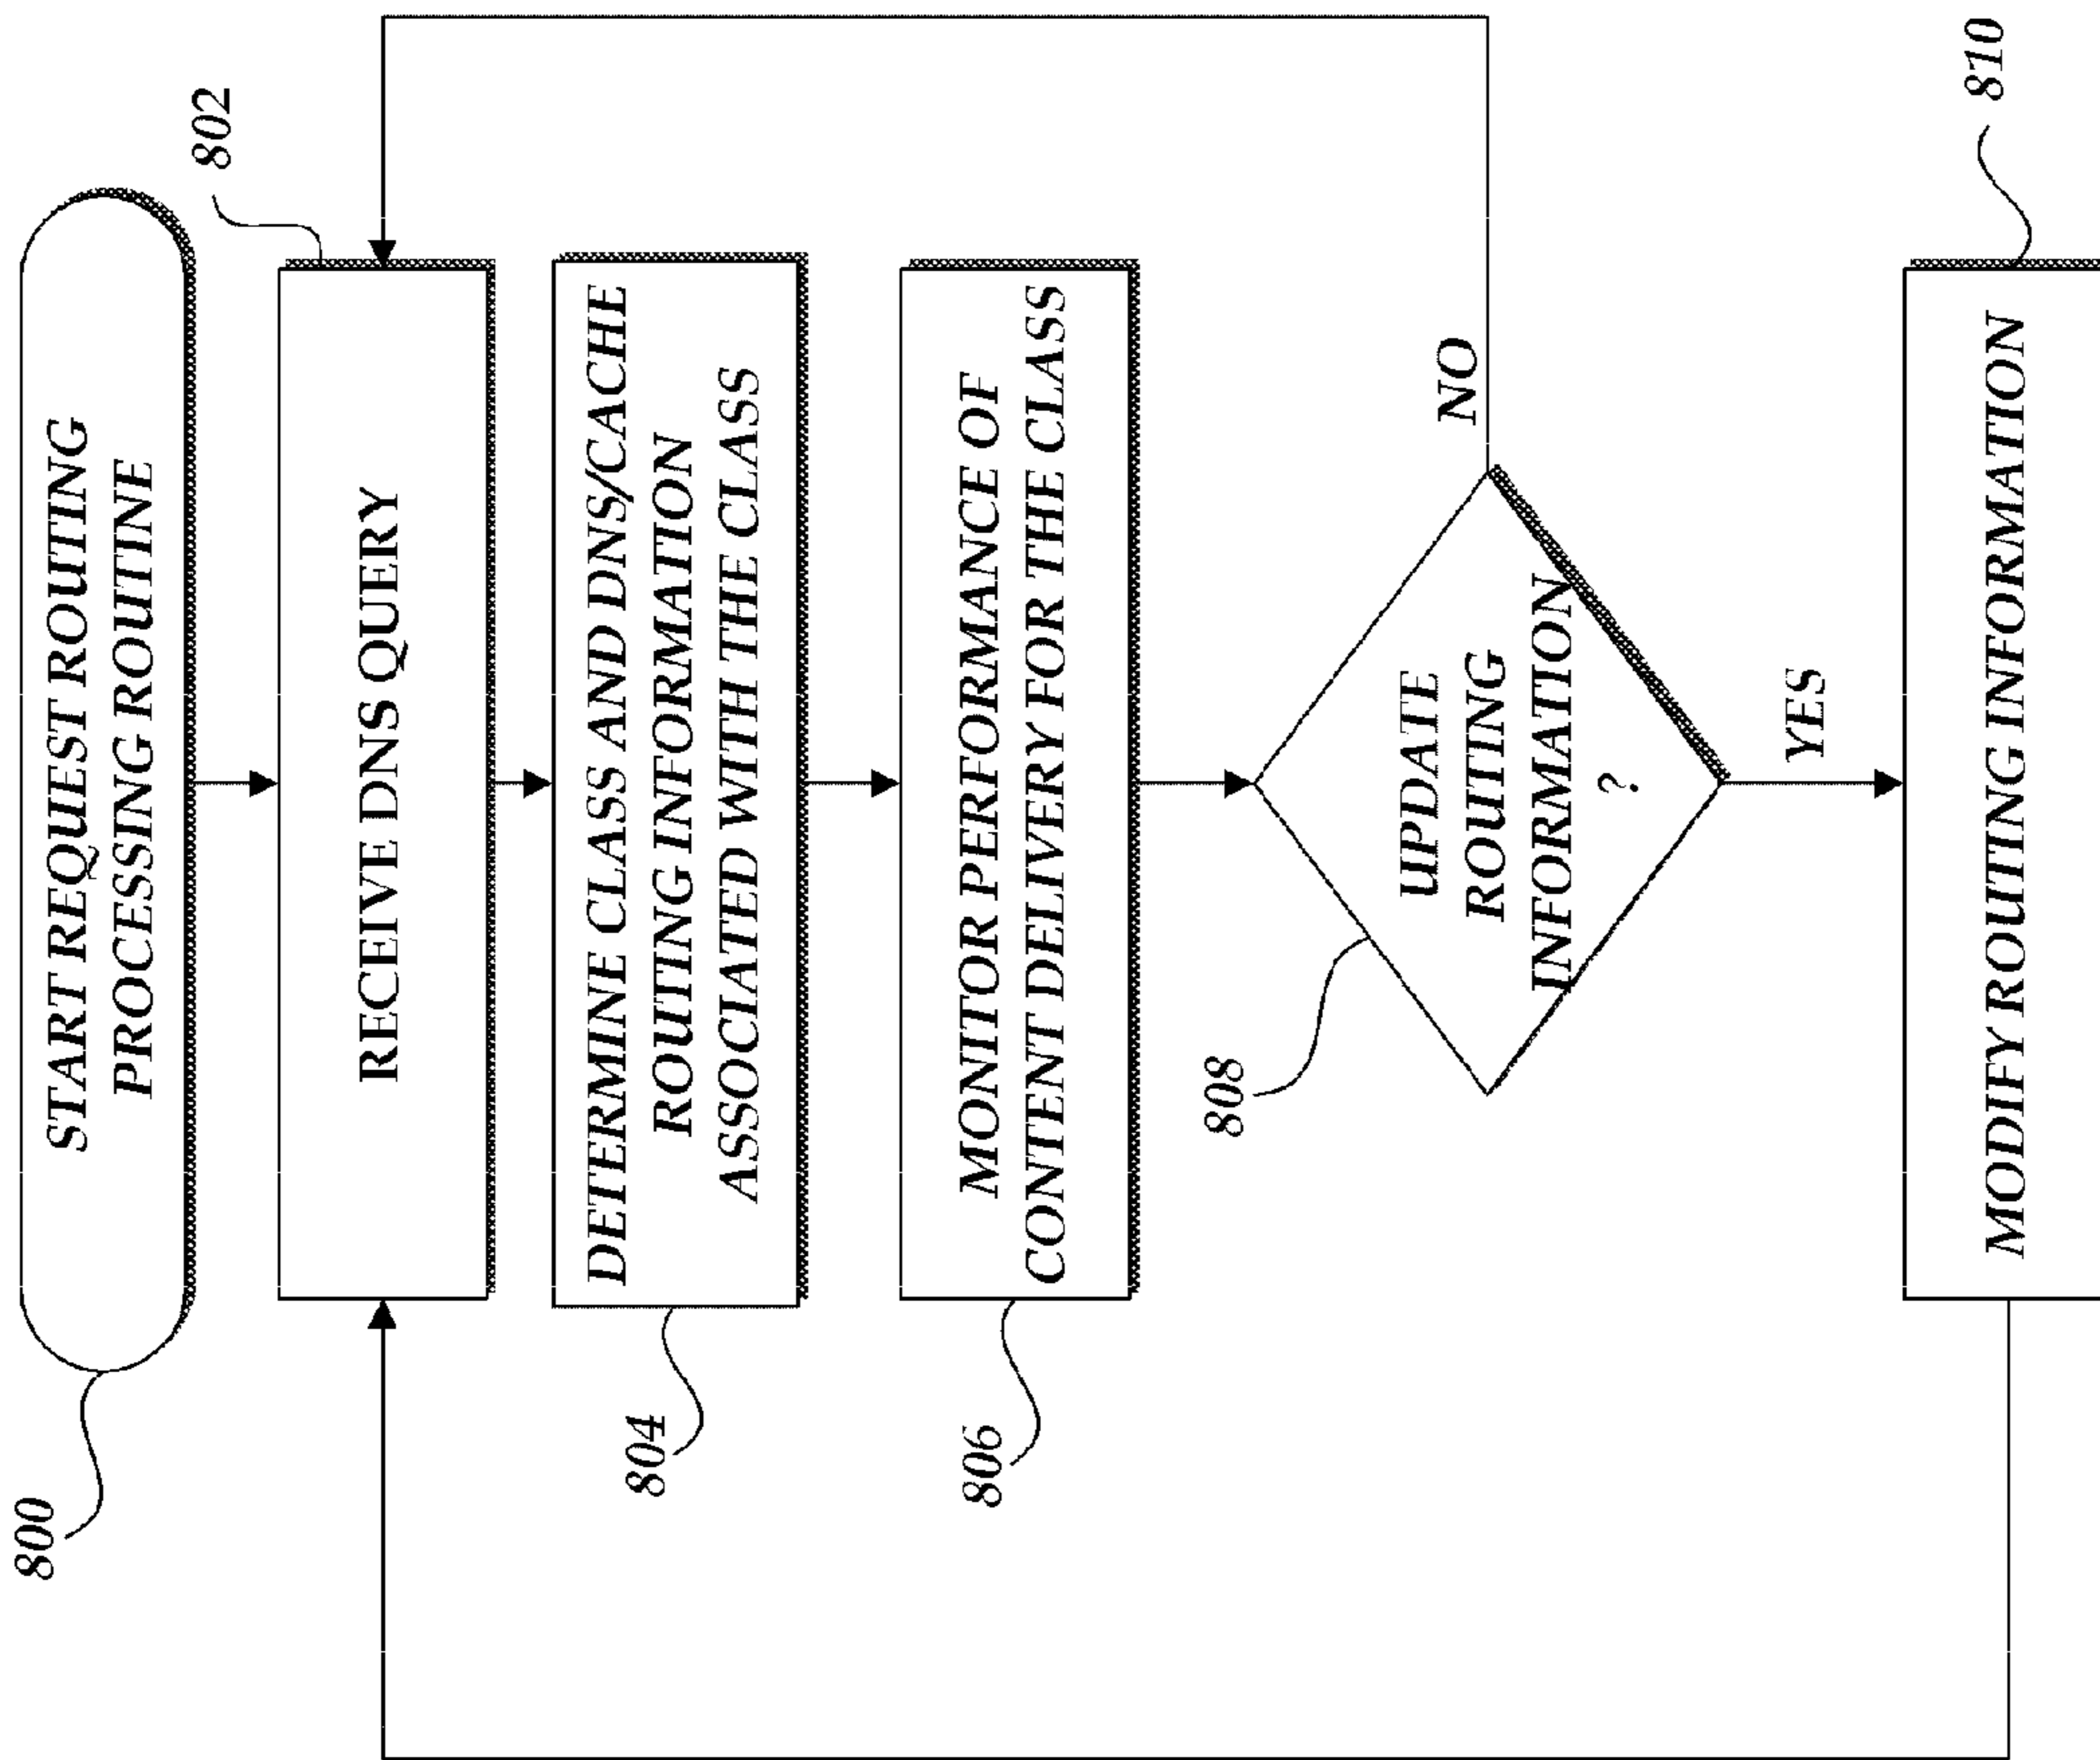 800
START REQUEST ROUTING
PROCESSING ROUTINE
802
RECEIVE DNS QUERY
804
DETERMINE CLASS AND DNS/CACHE
ROUTING INFORMATION
ASSOCIATED WITH THE CLASS
806
MONITOR PERFORMANCE OF
CONTENT DELIVERY FOR THE CLASS
808
UPDATE
ROUTING
INFORMATION
?
NO
YES
810
MODIFY ROUTING INFORMATION